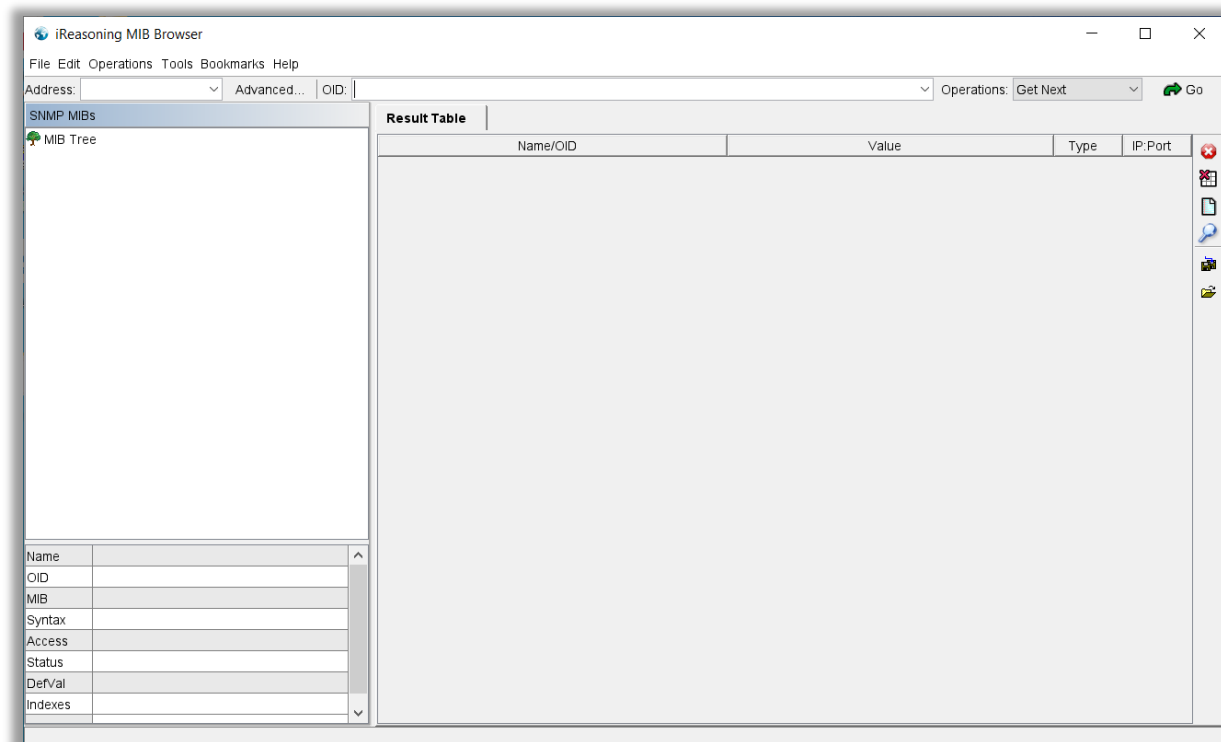 iReasoning MIB Browser
File Edit Operations Tools Bookmarks Help
Address: Advanced... OID: Operations: Get Next Go
SNMP MIBs
Result Table
MIB Tree
Name/OID Value Type IP:Port
Name
OID
MIB
Syntax
Access
Status
DefVal
Indexes